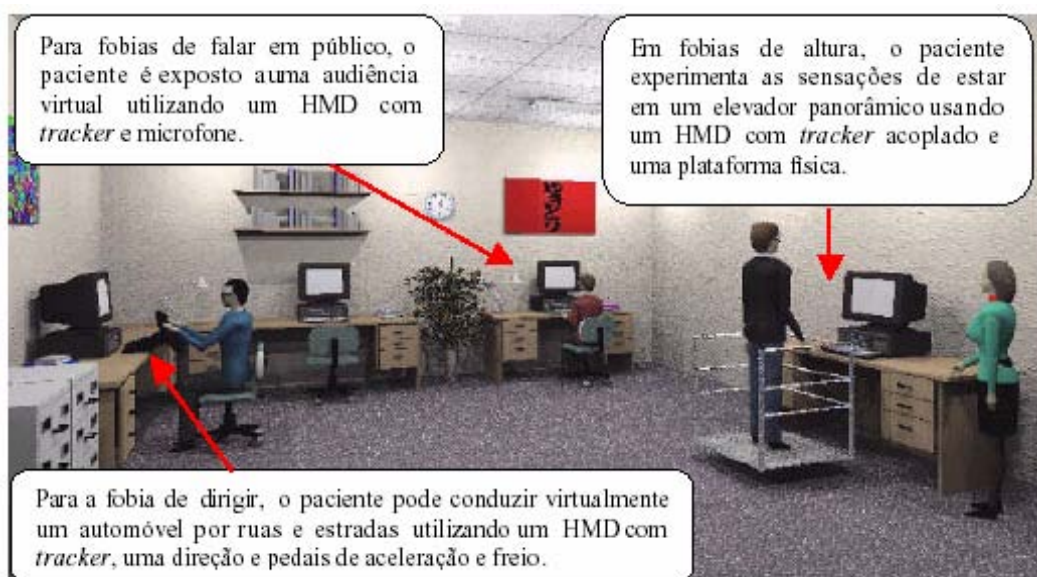 Para fobias de falar em público, o
paciente é exposto auma audiência
virtual utilizando um HMD com
tracker e microfone.
Em fobias de altura, o paciente
experimenta as sensações de estar
em um elevador panorâmico usando
um HMD com tracker acoplado e
uma plataforma física.
Para a fobia de dirigir, o paciente pode conduzir virtualmente
um automóvel por ruas e estradas utilizando um HMD com
tracker, uma direção e pedais de aceleração e freio.